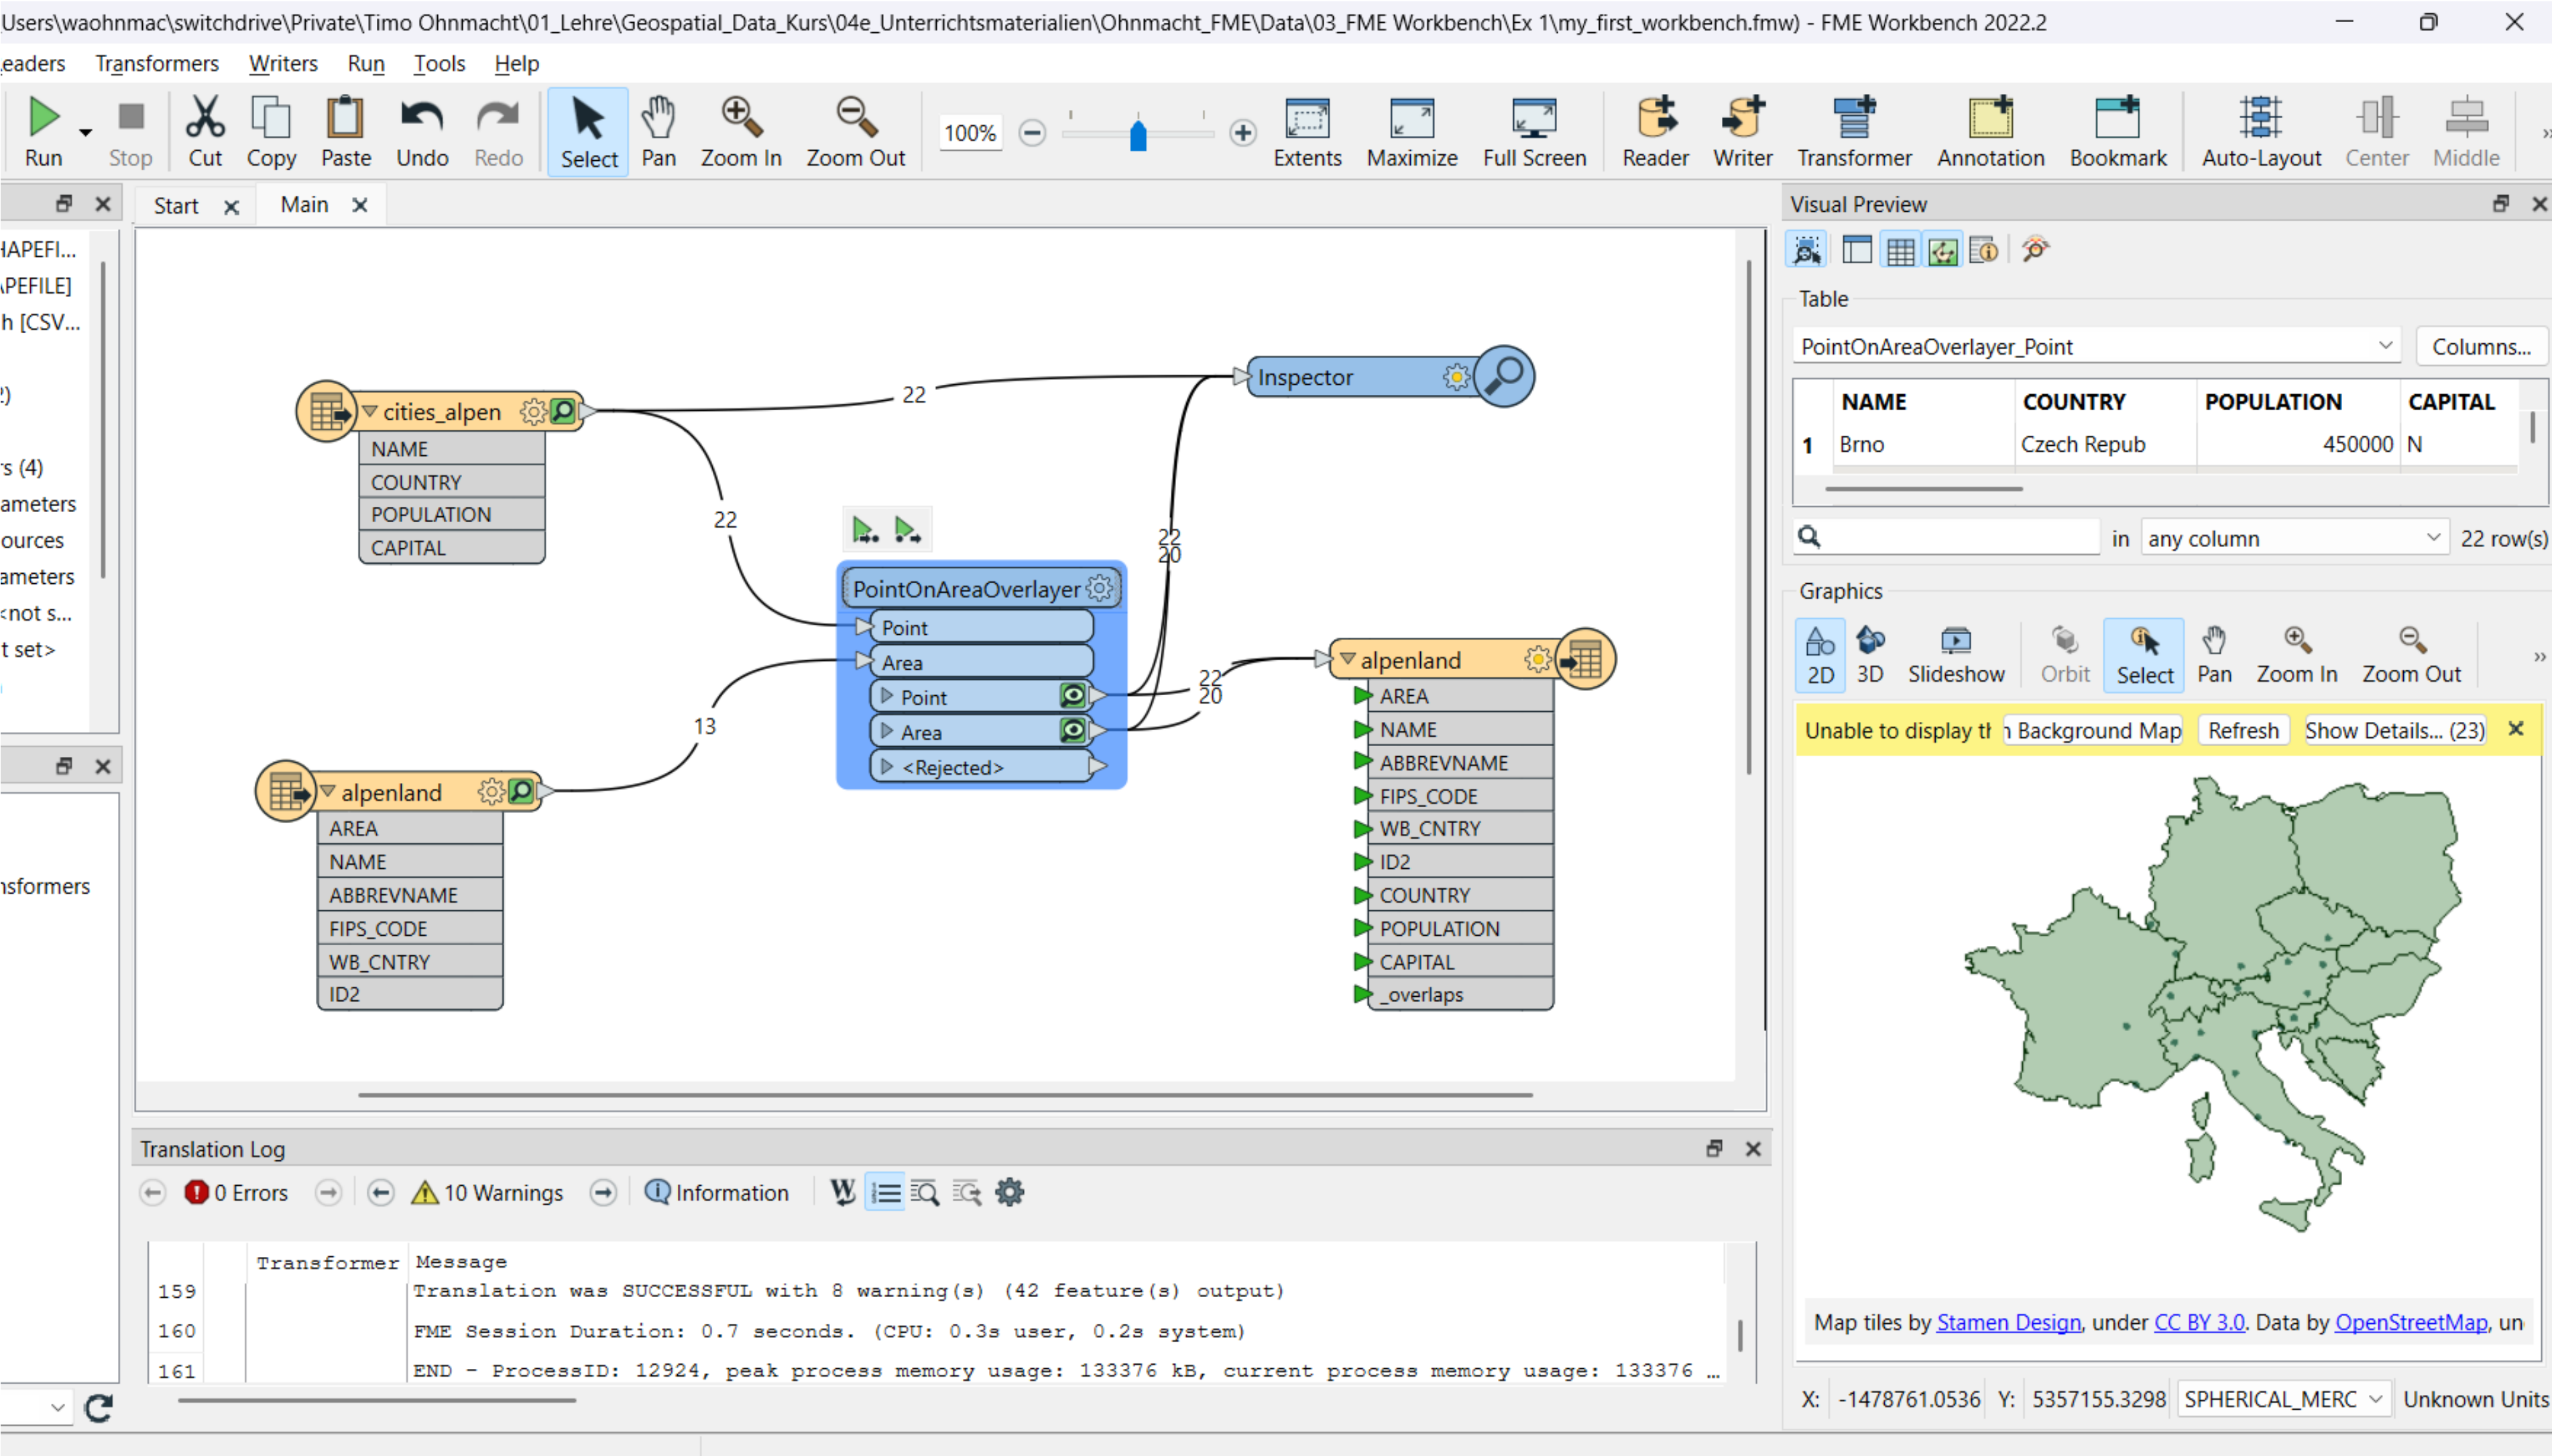 Users\waohnmac\switchdrive\Private\Timo Ohnmacht\01_Lehre\Geospatial_Data_Kurs\04e_Unterrichtsmaterialien\Ohnmacht_FME\Data\03_FME Workbench\Ex 1\my_first_workbench.fmw) - FME Workbench 2022.2
eaders Transformers Writers Run Tools Help
Run Stop Cut Copy Paste Undo Redo Select Pan Zoom In Zoom Out 100% Extents Maximize Full Screen Reader Writer Transformer Annotation Bookmark Auto-Layout Center Middle »
Start Main
HAPEFI...
APEFILE]
h [CSV...
2)
rs (4)
ameters
ources
ameters
<not s...
t set>
nsformers
cities_alpen
NAME
COUNTRY
POPULATION
CAPITAL
22
22
Inspector
PointOnAreaOverlayer
Point
Area
Point
Area
<Rejected>
22
20
22
20
13
alpenland
AREA
NAME
ABBREVNAME
FIPS_CODE
WB_CNTRY
ID2
alpenland
AREA
NAME
ABBREVNAME
FIPS_CODE
WB_CNTRY
ID2
COUNTRY
POPULATION
CAPITAL
_overlaps
Translation Log
0 Errors 10 Warnings Information
Transformer Message
159 Translation was SUCCESSFUL with 8 warning(s) (42 feature(s) output)
160 FME Session Duration: 0.7 seconds. (CPU: 0.3s user, 0.2s system)
161 END - ProcessID: 12924, peak process memory usage: 133376 kB, current process memory usage: 133376 ...
Visual Preview
Table
PointOnAreaOverlayer_Point Columns...
NAME COUNTRY POPULATION CAPITAL
1 Brno Czech Repub 450000 N
in any column 22 row(s)
Graphics
2D 3D Slideshow Orbit Select Pan Zoom In Zoom Out »
Unable to display th n Background Map Refresh Show Details... (23)
Map tiles by Stamen Design, under CC BY 3.0. Data by OpenStreetMap, un
X: -1478761.0536 Y: 5357155.3298 SPHERICAL_MERC Unknown Units